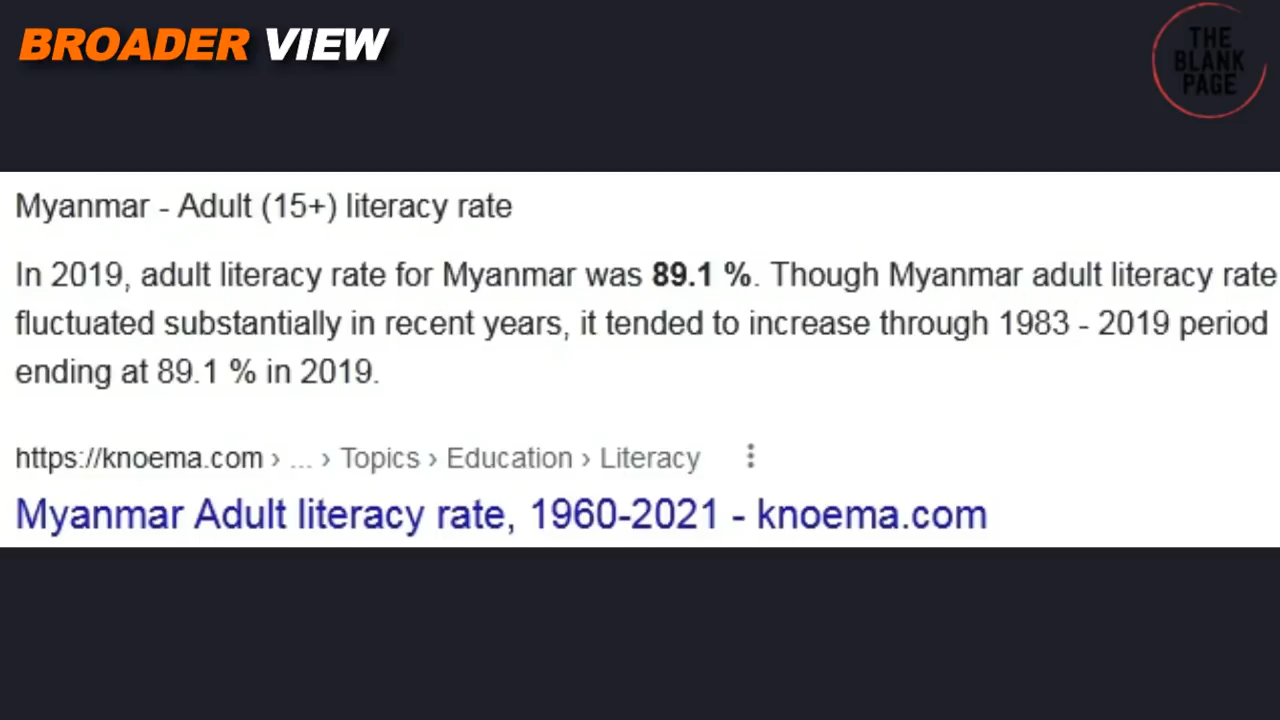 BROADER VIEW
THE
BLANK
PAGE
Myanmar - Adult (15+) literacy rate
In 2019, adult literacy rate for Myanmar was 89.1 %. Though Myanmar adult literacy rate
fluctuated substantially in recent years, it tended to increase through 1983 - 2019 period
ending at 89.1 % in 2019.
https://knoema.com › ... › Topics › Education › Literacy
Myanmar Adult literacy rate, 1960-2021 - knoema.com